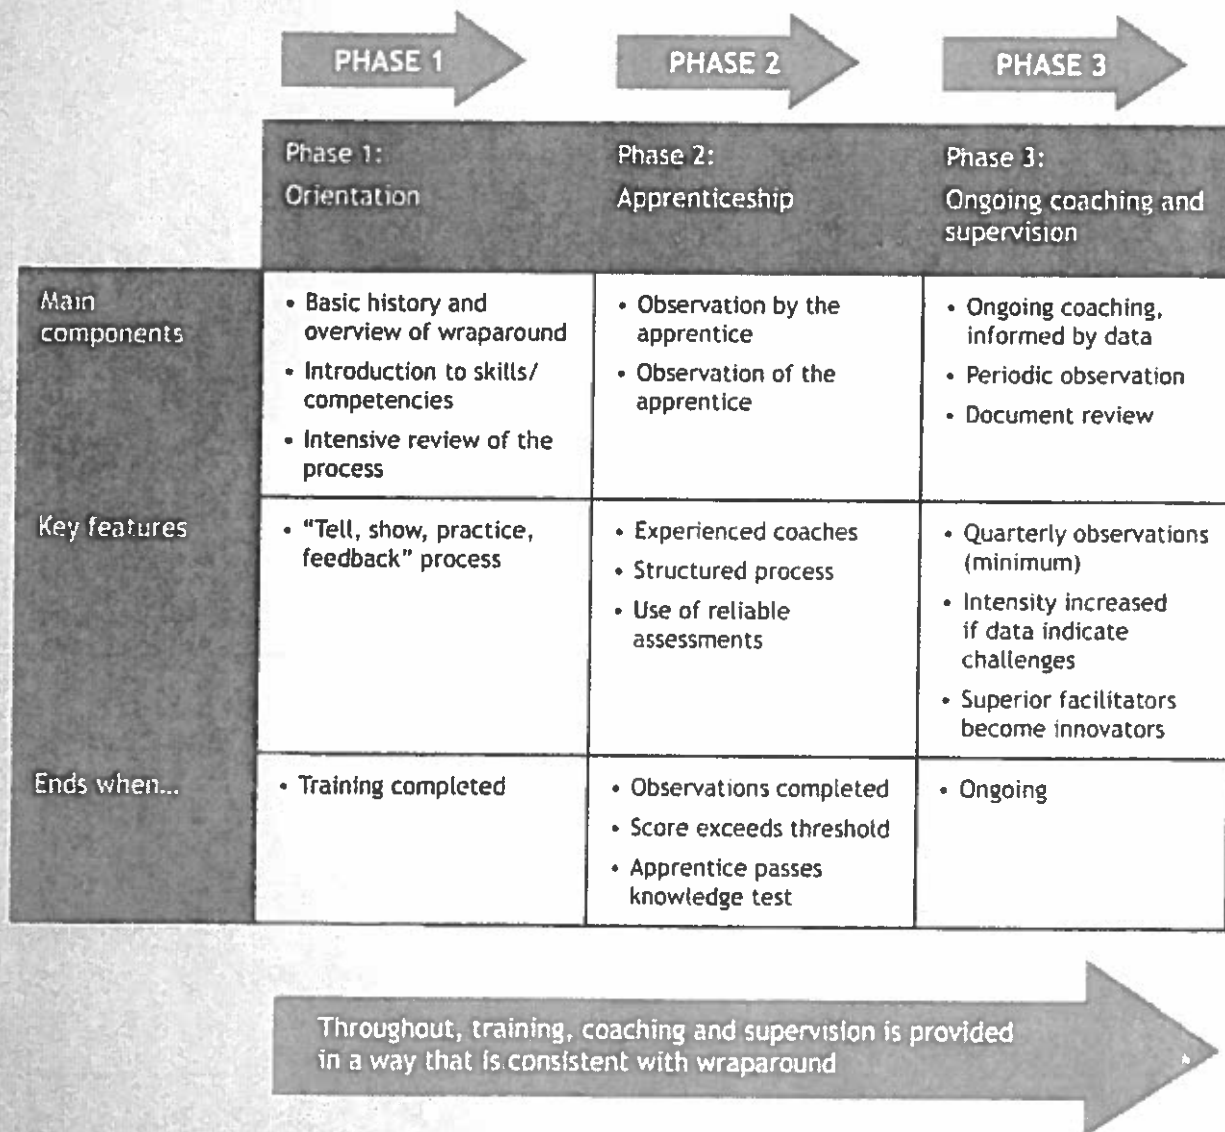 PHASE 1
PHASE 2
PHASE 3
Phase 1:
Orientation
Phase 2:
Apprenticeship
Phase 3:
Ongoing coaching and
supervision
Main
components
• Basic history and
overview of wraparound
• Introduction to skills/
competencies
• Intensive review of the
process
• Observation by the
apprentice
• Observation of the
apprentice
• Ongoing coaching,
informed by data
• Periodic observation
• Document review
Key features
• "Tell, show, practice,
feedback" process
• Experienced coaches
• Structured process
• Use of reliable
assessments
• Quarterly observations
(minimum)
• Intensity increased
if data indicate
challenges
• Superior facilitators
become innovators
Ends when...
• Training completed
• Observations completed
• Score exceeds threshold
• Apprentice passes
knowledge test
• Ongoing
Throughout, training, coaching and supervision is provided
in a way that is consistent with wraparound